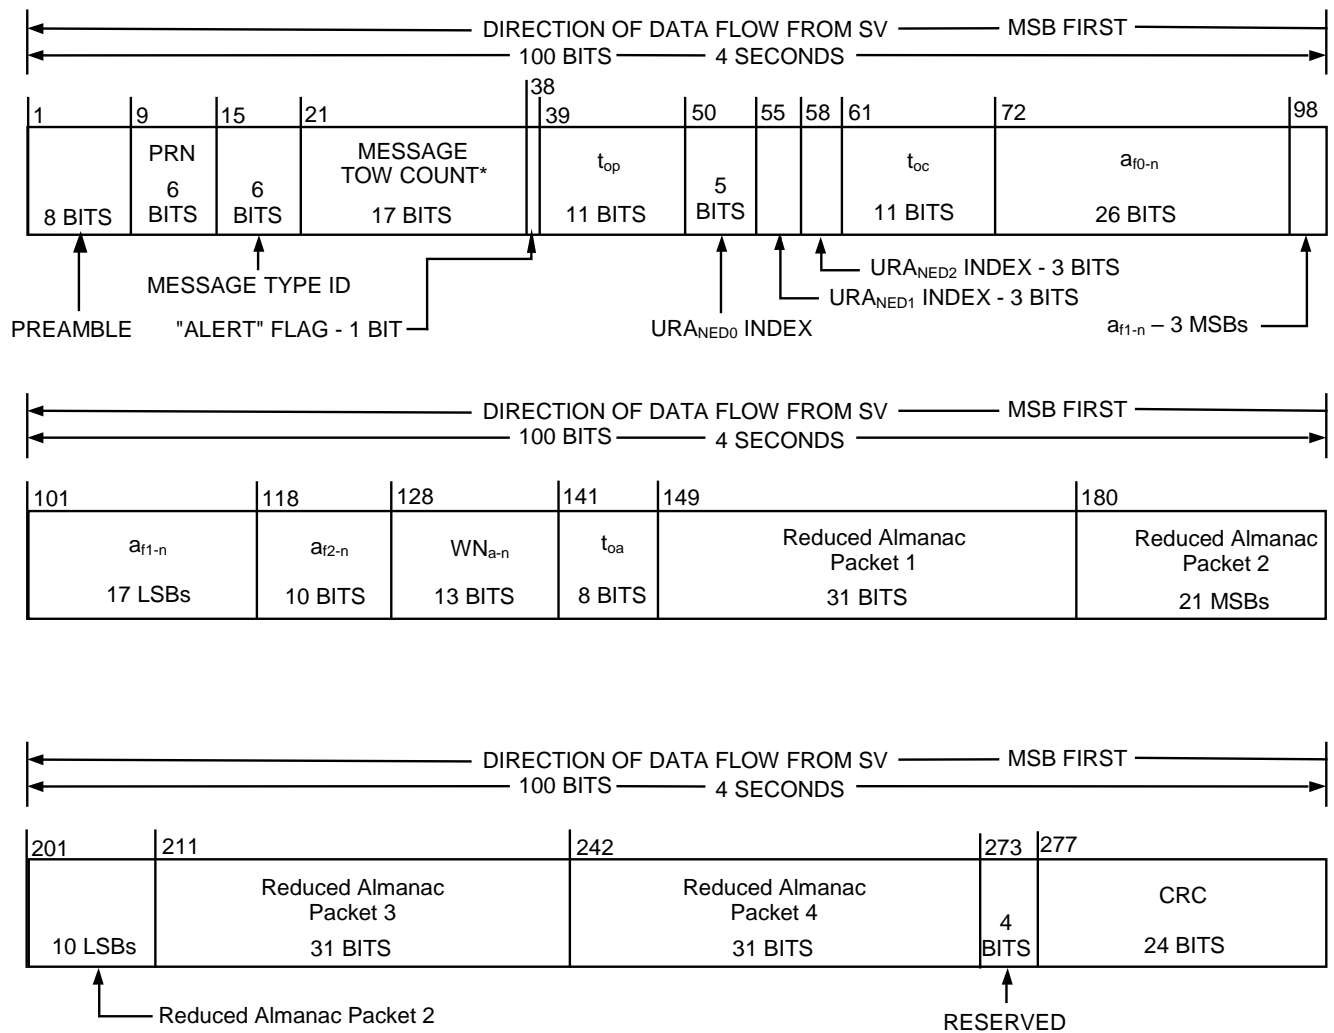 DIRECTION OF DATA FLOW FROM SV MSB FIRST
100 BITS 4 SECONDS
1 9 15 21 38 39 50 55 58 61 72 98
PRN
6
BITS
8 BITS
6
BITS
MESSAGE
TOW COUNT*
17 BITS
t_op
11 BITS
5
BITS
t_oc
11 BITS
a_f0-n
26 BITS
PREAMBLE
MESSAGE TYPE ID
"ALERT" FLAG - 1 BIT
URA_NED0 INDEX
URA_NED2 INDEX - 3 BITS
URA_NED1 INDEX - 3 BITS
a_f1-n – 3 MSBs
DIRECTION OF DATA FLOW FROM SV MSB FIRST
100 BITS 4 SECONDS
101 118 128 141 149 180
a_f1-n
17 LSBs
a_f2-n
10 BITS
WN_a-n
13 BITS
t_oa
8 BITS
Reduced Almanac
Packet 1
31 BITS
Reduced Almanac
Packet 2
21 MSBs
DIRECTION OF DATA FLOW FROM SV MSB FIRST
100 BITS 4 SECONDS
201 211 242 273 277
10 LSBs
Reduced Almanac
Packet 3
31 BITS
Reduced Almanac
Packet 4
31 BITS
4
BITS
CRC
24 BITS
Reduced Almanac Packet 2
RESERVED